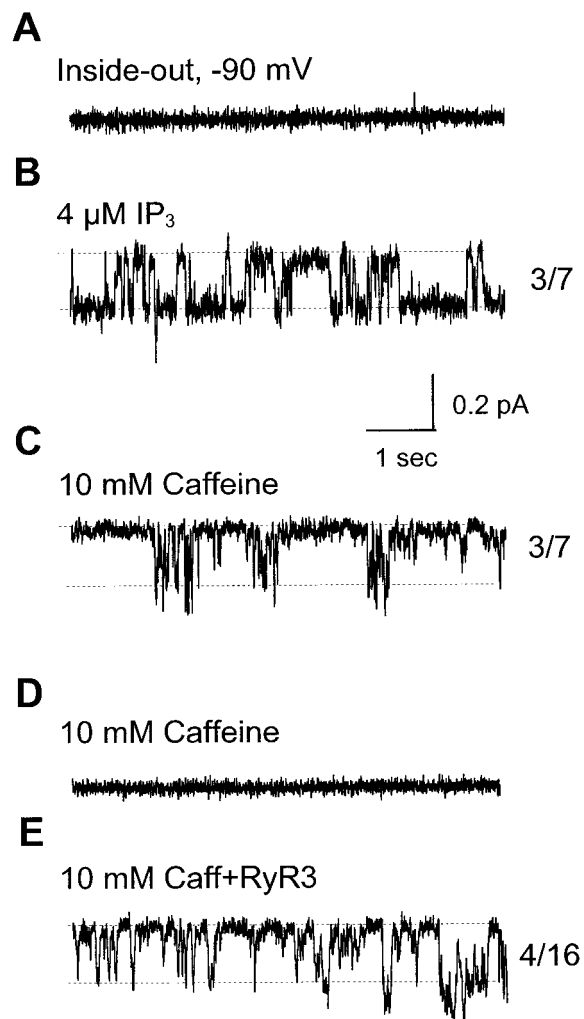 A
Inside-out, -90 mV
B
4 µM IP₃
3/7
0.2 pA
1 sec
C
10 mM Caffeine
3/7
D
10 mM Caffeine
E
10 mM Caff+RyR3
4/16